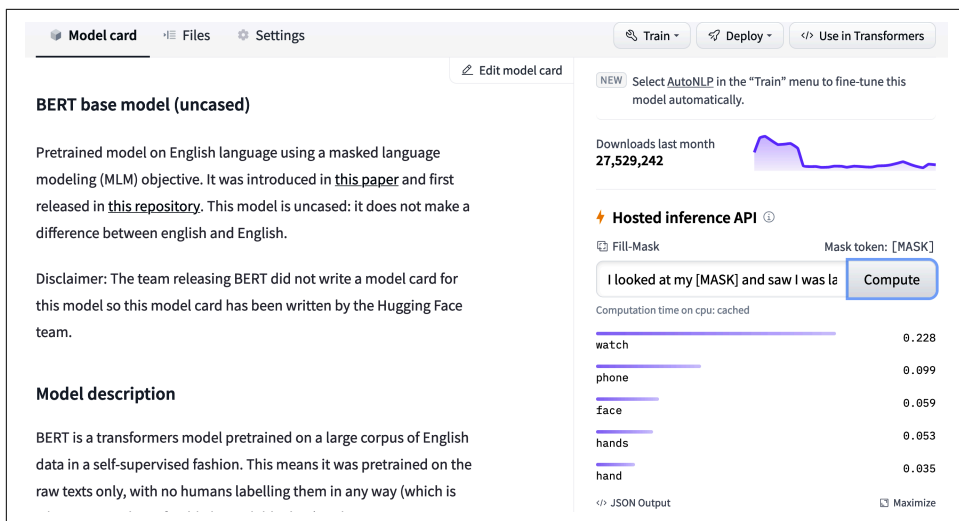 Model card Files Settings Train Deploy </> Use in Transformers
Edit model card
BERT base model (uncased)
Pretrained model on English language using a masked language
modeling (MLM) objective. It was introduced in this paper and first
released in this repository. This model is uncased: it does not make a
difference between english and English.
Disclaimer: The team releasing BERT did not write a model card for
this model so this model card has been written by the Hugging Face
team.
Model description
BERT is a transformers model pretrained on a large corpus of English
data in a self-supervised fashion. This means it was pretrained on the
raw texts only, with no humans labelling them in any way (which is
NEW Select AutoNLP in the “Train” menu to fine-tune this
model automatically.
Downloads last month
27,529,242
Hosted inference API
Fill-Mask Mask token: [MASK]
I looked at my [MASK] and saw I was la Compute
Computation time on cpu: cached
watch 0.228
phone 0.099
face 0.059
hands 0.053
hand 0.035
</> JSON Output Maximize